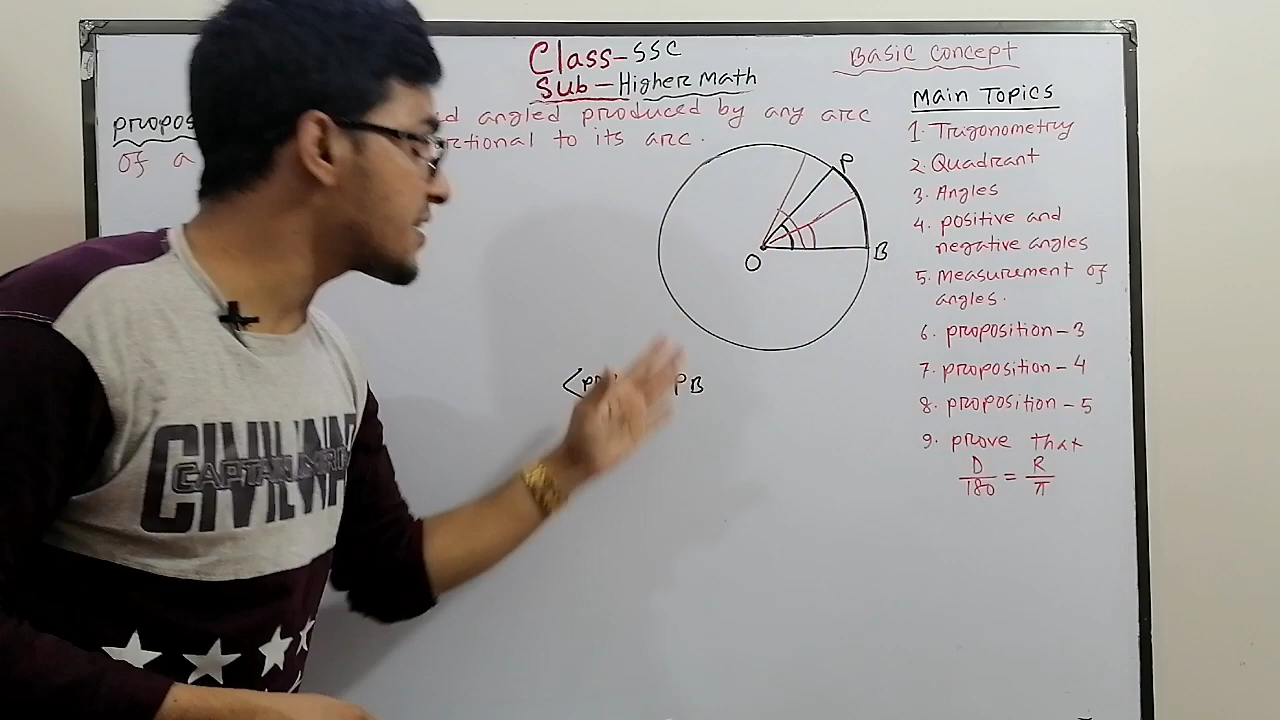 Class-SSC
Sub-Higher Math
Basic concept
angled produced by any arc
of a to its arc.
P
O
B
PB
Main Topics
1. Trigonometry
2. Quadrant
3. Angles
4. positive and
negative angles
5. Measurement of
angles.
6. proposition-3
7. proposition-4
8. proposition-5
9. prove that
D/180 = R/π
CIVIL
CAPTAIN